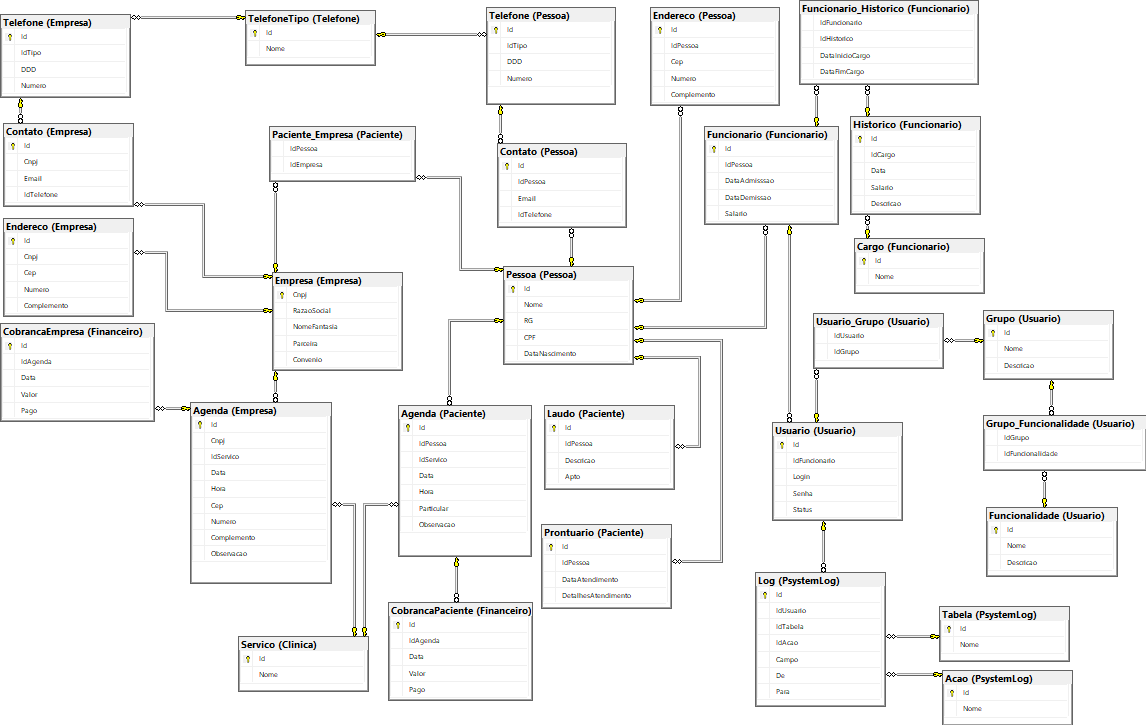 Telefone (Empresa)
Id
IdTipo
DDD
Numero
TelefoneTipo (Telefone)
Id
Nome
Telefone (Pessoa)
Id
IdTipo
DDD
Numero
Endereco (Pessoa)
Id
IdPessoa
Cep
Numero
Complemento
Funcionario_Historico (Funcionario)
IdFuncionario
IdHistorico
DataInicioCargo
DataFimCargo
Contato (Empresa)
Id
Cnpj
Email
IdTelefone
Paciente_Empresa (Paciente)
IdPessoa
IdEmpresa
Contato (Pessoa)
Id
IdPessoa
Email
IdTelefone
Funcionario (Funcionario)
Id
IdPessoa
DataAdmisssao
DataDemissao
Salario
Historico (Funcionario)
Id
IdCargo
Data
Salario
Descricao
Endereco (Empresa)
Id
Cnpj
Cep
Numero
Complemento
Cargo (Funcionario)
Id
Nome
Empresa (Empresa)
Cnpj
RazaoSocial
NomeFantasia
Parceira
Convenio
Pessoa (Pessoa)
Id
Nome
RG
CPF
DataNascimento
CobrancaEmpresa (Financeiro)
Id
IdAgenda
Data
Valor
Pago
Usuario_Grupo (Usuario)
IdUsuario
IdGrupo
Grupo (Usuario)
Id
Nome
Descricao
Agenda (Empresa)
Id
Cnpj
IdServico
Data
Hora
Cep
Numero
Complemento
Observacao
Agenda (Paciente)
Id
IdPessoa
IdServico
Data
Hora
Particular
Observacao
Laudo (Paciente)
Id
IdPessoa
Descricao
Apto
Usuario (Usuario)
Id
IdFuncionario
Login
Senha
Status
Grupo_Funcionalidade (Usuario)
IdGrupo
IdFuncionalidade
Prontuario (Paciente)
Id
IdPessoa
DataAtendimento
DetalhesAtendimento
Funcionalidade (Usuario)
Id
Nome
Descricao
Log (PsystemLog)
Id
IdUsuario
IdTabela
IdAcao
Campo
De
Para
CobrancaPaciente (Financeiro)
Id
IdAgenda
Data
Valor
Pago
Tabela (PsystemLog)
Id
Nome
Servico (Clinica)
Id
Nome
Acao (PsystemLog)
Id
Nome